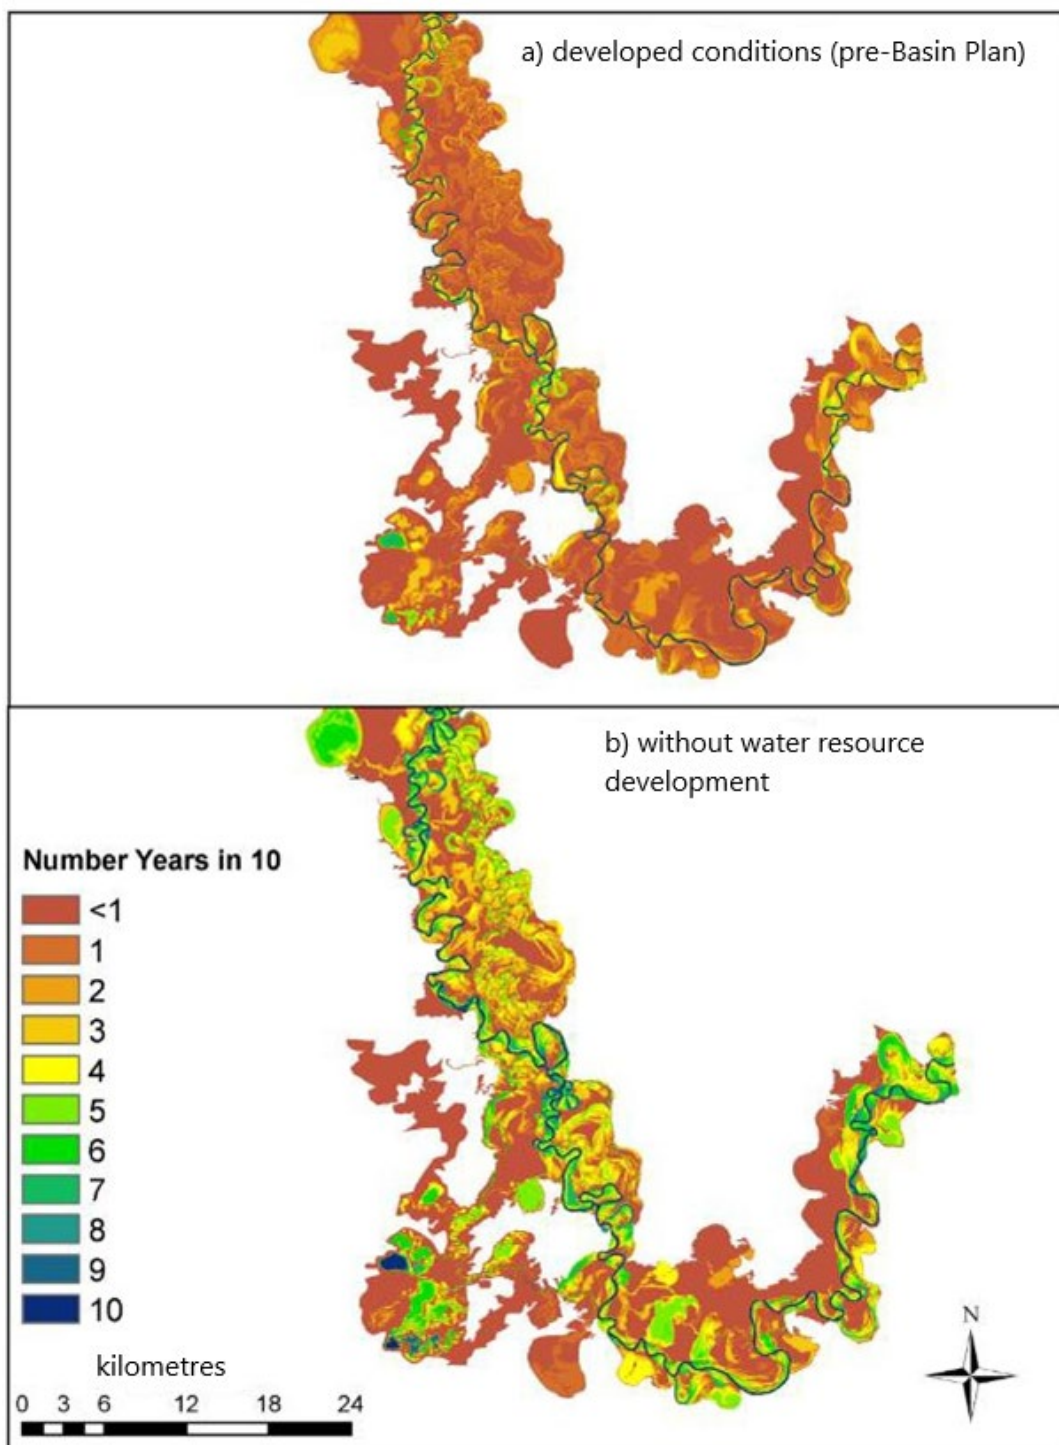 a) developed conditions (pre-Basin Plan)
b) without water resource
development
Number Years in 10
<1
1
2
3
4
5
6
7
8
9
10
N
kilometres
0 3 6 12 18 24